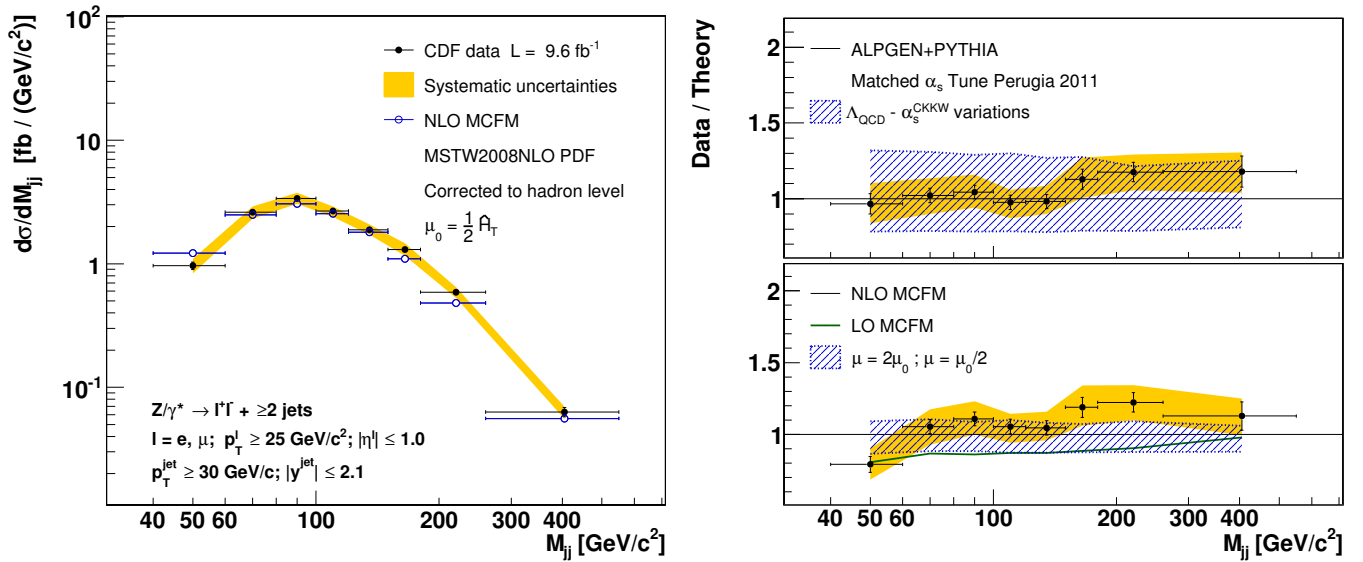 dσ/dM_jj [fb / (GeV/c²)]
10²
10
1
10⁻¹
CDF data L = 9.6 fb⁻¹
Systematic uncertainties
NLO MCFM
MSTW2008NLO PDF
Corrected to hadron level
μ₀ = ½ Ĥ_T
Z/γ* → l⁺l⁻ + ≥2 jets
l = e, μ; p_T^l ≥ 25 GeV/c²; |η^l| ≤ 1.0
p_T^jet ≥ 30 GeV/c; |y^jet| ≤ 2.1
40 50 60 100 200 300 400
M_jj [GeV/c²]
Data / Theory
2
1.5
1
ALPGEN+PYTHIA
Matched α_s Tune Perugia 2011
Λ_QCD - α_s^CKKW variations
2
1.5
1
NLO MCFM
LO MCFM
μ = 2μ₀ ; μ = μ₀/2
40 50 60 100 200 300 400
M_jj [GeV/c²]